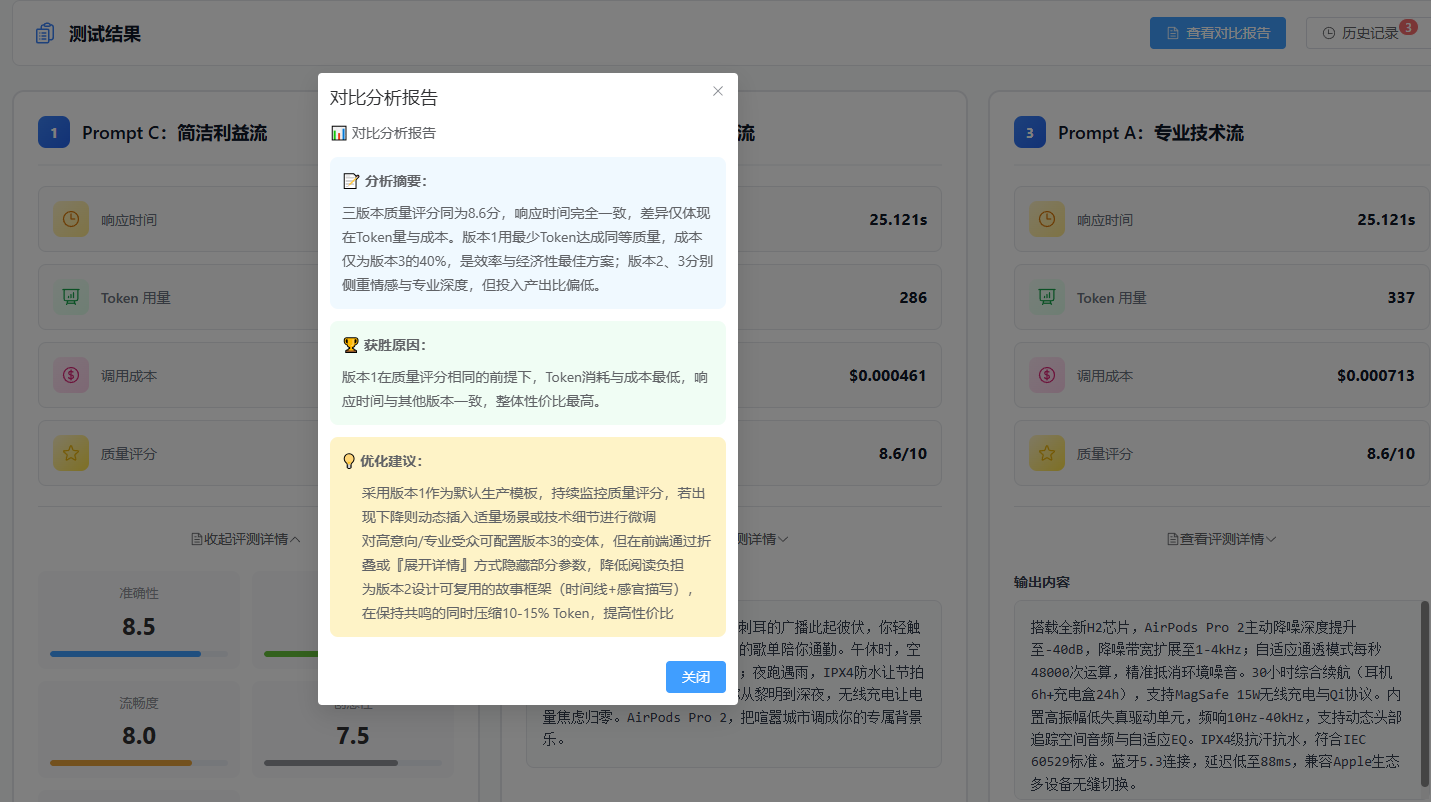 测试结果
查看对比报告
历史记录
3
1
Prompt C：简洁利益流
响应时间
Token 用量
调用成本
质量评分
收起评测详情
准确性
8.5
流畅度
8.0
7.5
对比分析报告
对比分析报告
分析摘要：
三版本质量评分同为8.6分，响应时间完全一致，差异仅体现
在Token量与成本。版本1用最少Token达成同等质量，成本
仅为版本3的40%，是效率与经济性最佳方案；版本2、3分别
侧重情感与专业深度，但投入产出比偏低。
获胜原因：
版本1在质量评分相同的前提下，Token消耗与成本最低，响
应时间与其他版本一致，整体性价比最高。
优化建议：
采用版本1作为默认生产模板，持续监控质量评分，若出
现下降则动态插入适量场景或技术细节进行微调
对高意向/专业受众可配置版本3的变体，但在前端通过折
叠或『展开详情』方式隐藏部分参数，降低阅读负担
为版本2设计可复用的故事框架（时间线+感官描写），
在保持共鸣的同时压缩10-15% Token，提高性价比
关闭
流
25.121s
286
$0.000461
8.6/10
测详情
刺耳的广播此起彼伏，你轻触
的歌单陪你通勤。午休时，空
；夜跑遇雨，IPX4防水让节拍
从黎明到深夜，无线充电让电
量焦虑归零。AirPods Pro 2，把喧嚣城市调成你的专属背景
乐。
3
Prompt A：专业技术流
响应时间
25.121s
Token 用量
337
调用成本
$0.000713
质量评分
8.6/10
查看评测详情
输出内容
搭载全新H2芯片，AirPods Pro 2主动降噪深度提升
至-40dB，降噪带宽扩展至1-4kHz；自适应通透模式每秒
48000次运算，精准抵消环境噪音。30小时综合续航（耳机
6h+充电盒24h），支持MagSafe 15W无线充电与Qi协议。内
置高振幅低失真驱动单元，频响10Hz-40kHz，支持动态头部
追踪空间音频与自适应EQ。IPX4级抗汗抗水，符合IEC
60529标准。蓝牙5.3连接，延迟低至88ms，兼容Apple生态
多设备无缝切换。